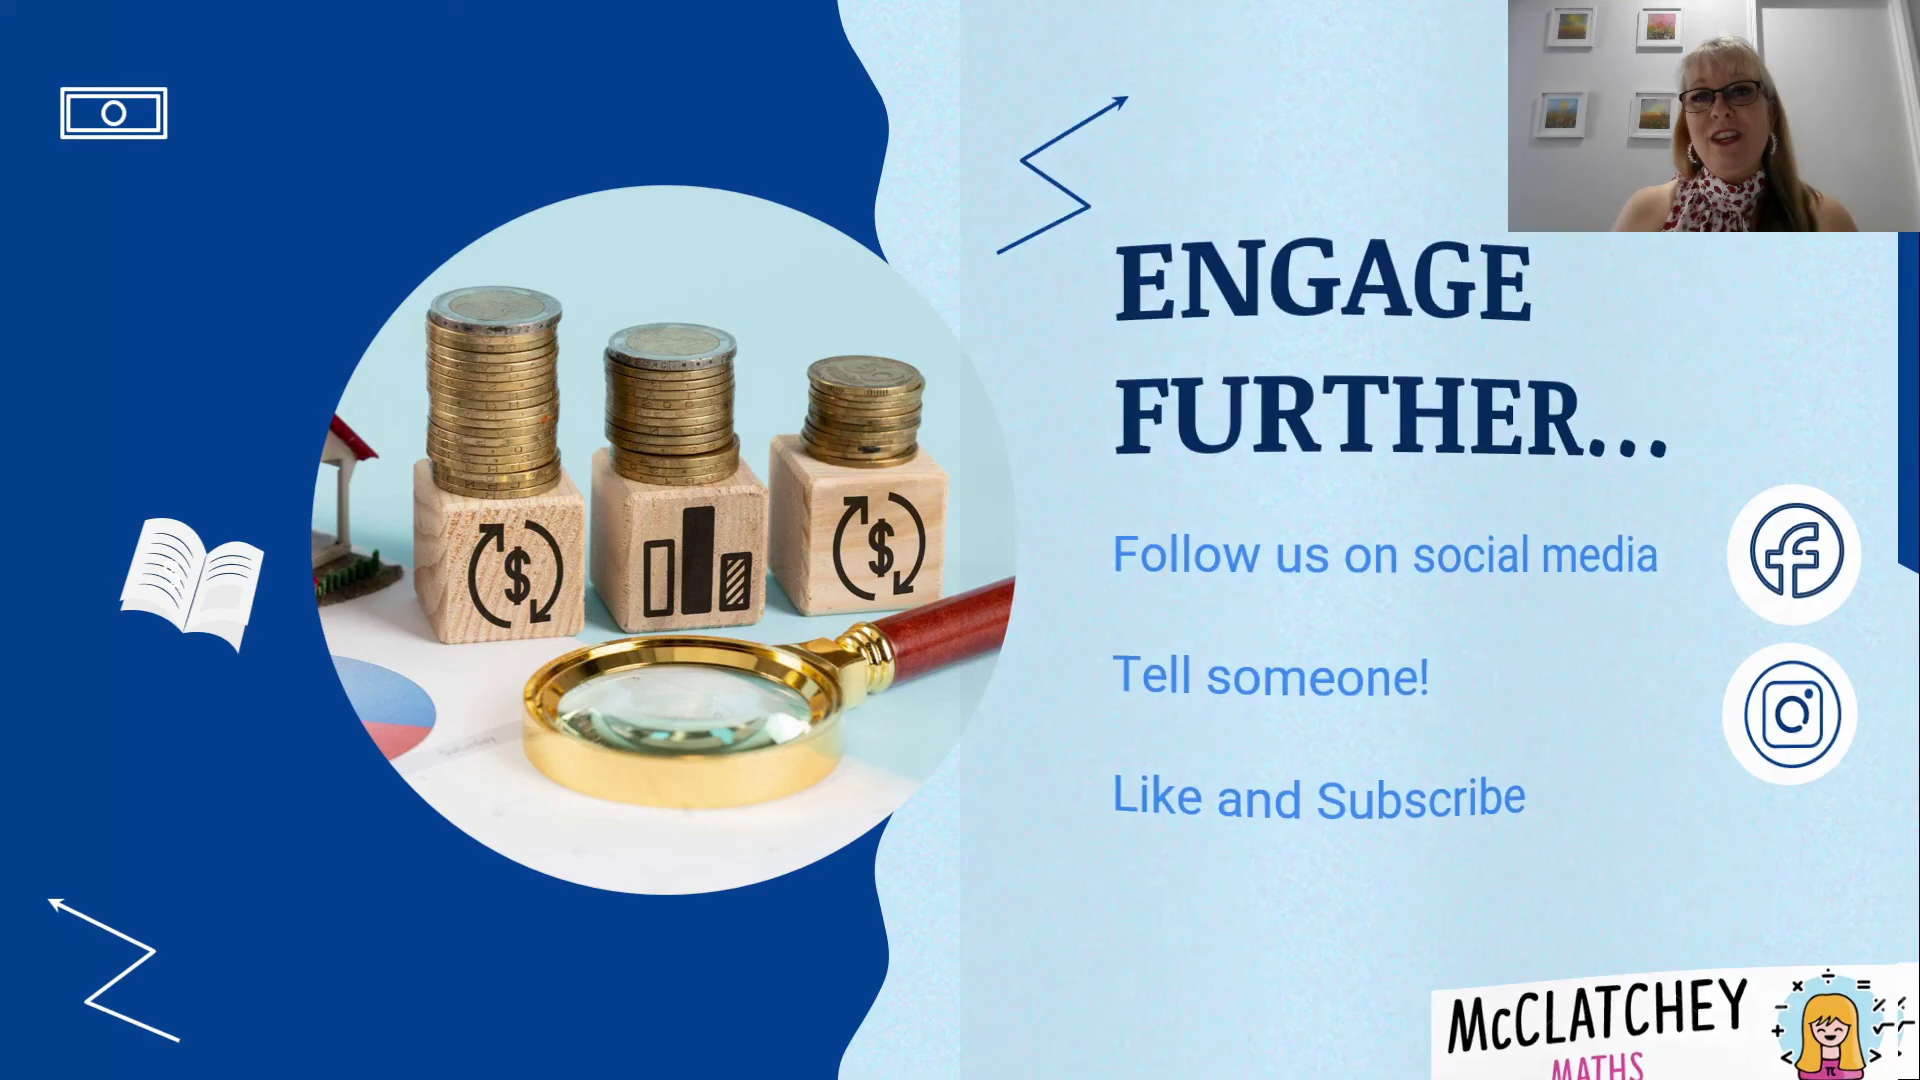 ENGAGE
FURTHER...
Follow us on social media
Tell someone!
Like and Subscribe
McCLATCHEY
MATHS